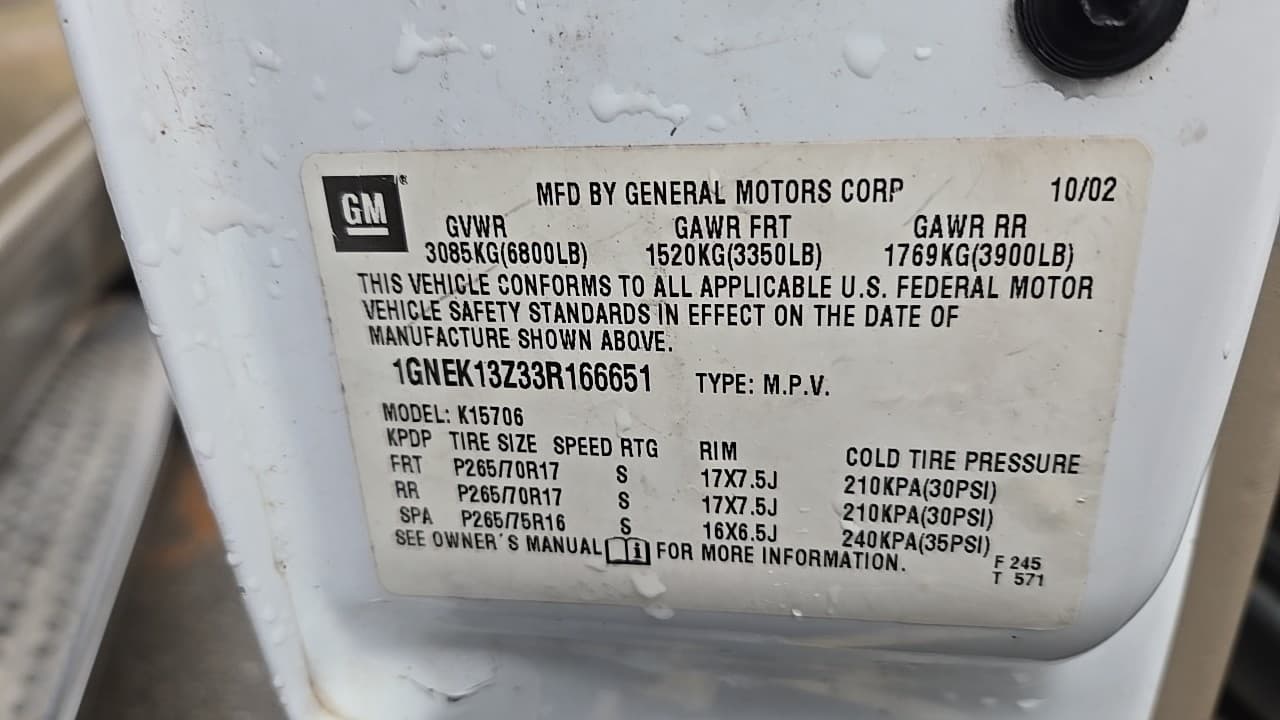 GM ® MFD BY GENERAL MOTORS CORP 10/02
GVWR GAWR FRT GAWR RR
3085KG(6800LB) 1520KG(3350LB) 1769KG(3900LB)
THIS VEHICLE CONFORMS TO ALL APPLICABLE U.S. FEDERAL MOTOR
VEHICLE SAFETY STANDARDS IN EFFECT ON THE DATE OF
MANUFACTURE SHOWN ABOVE.
1GNEK13Z33R166651 TYPE: M.P.V.
MODEL: K15706
KPDP TIRE SIZE SPEED RTG RIM COLD TIRE PRESSURE
FRT P265/70R17 S 17X7.5J 210KPA(30PSI)
RR P265/70R17 S 17X7.5J 210KPA(30PSI)
SPA P265/75R16 S 16X6.5J 240KPA(35PSI)
SEE OWNER'S MANUAL i FOR MORE INFORMATION.
F 245
T 571